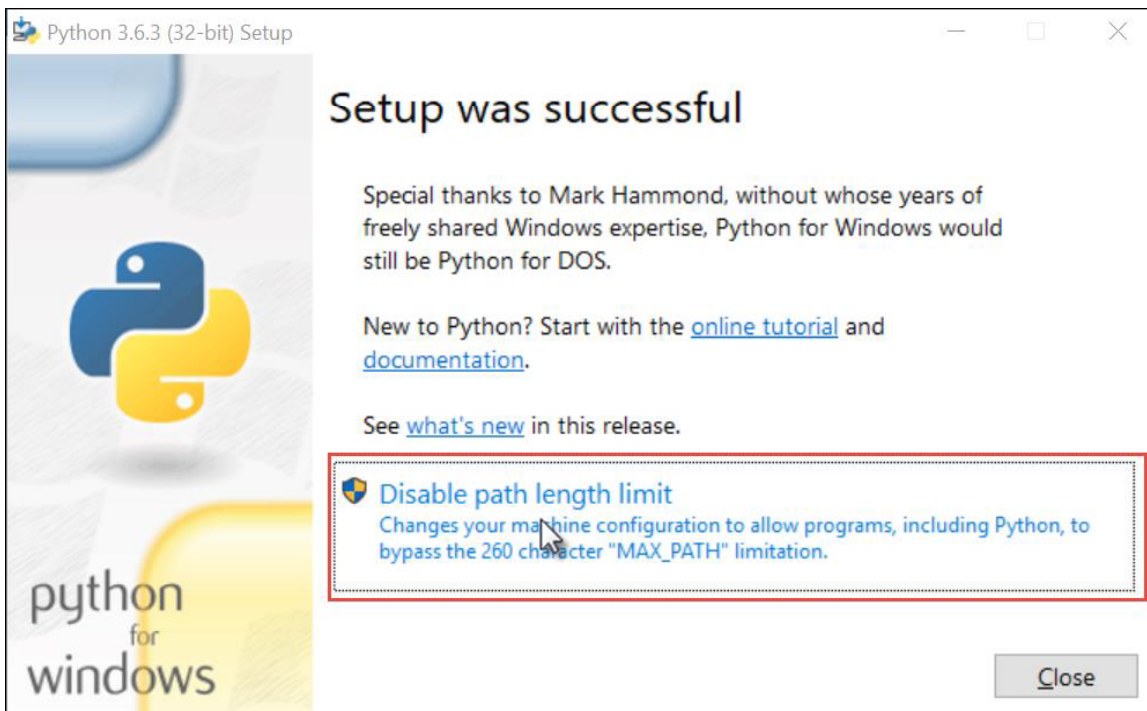 Python 3.6.3 (32-bit) Setup
Setup was successful
Special thanks to Mark Hammond, without whose years of
freely shared Windows expertise, Python for Windows would
still be Python for DOS.
New to Python? Start with the online tutorial and
documentation.
See what's new in this release.
Disable path length limit
Changes your machine configuration to allow programs, including Python, to
bypass the 260 character "MAX_PATH" limitation.
python
for
windows
Close